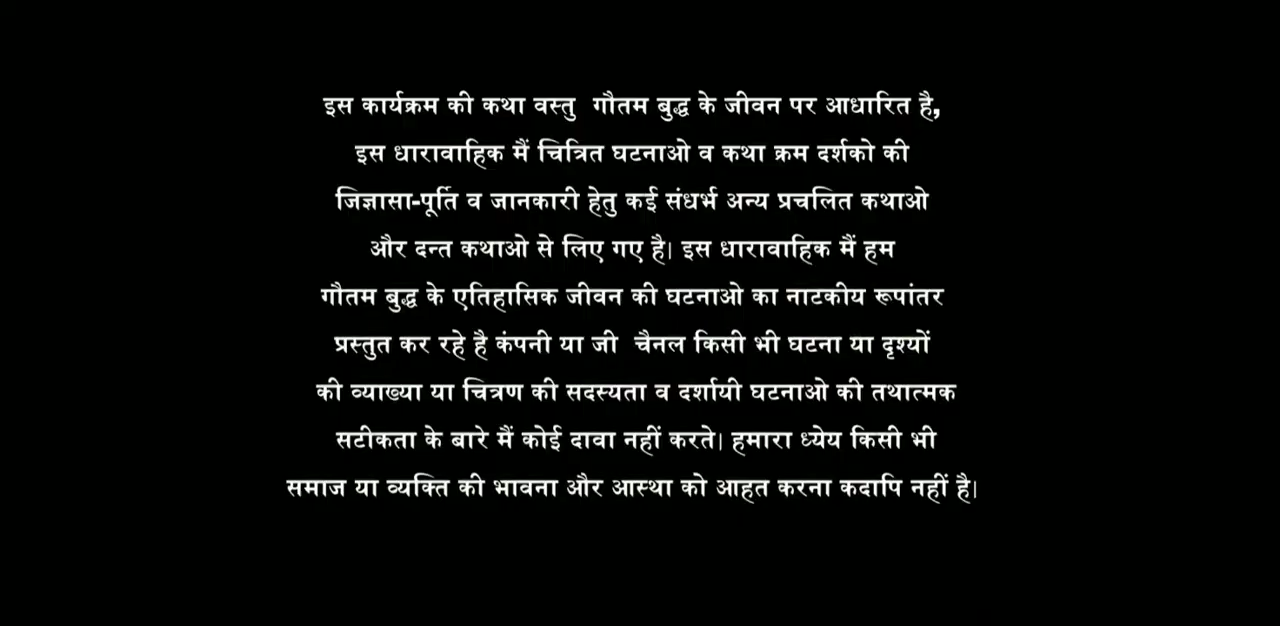 इस कार्यक्रम की कथा वस्तु  गौतम बुद्ध के जीवन पर आधारित है,
इस धारावाहिक मैं चित्रित घटनाओ व कथा क्रम दर्शको की
जिज्ञासा-पूर्ति व जानकारी हेतु कई संधर्भ अन्य प्रचलित कथाओ
और दन्त कथाओ से लिए गए है। इस धारावाहिक मैं हम
गौतम बुद्ध के एतिहासिक जीवन की घटनाओ का नाटकीय रूपांतर
प्रस्तुत कर रहे है कंपनी या जी  चैनल किसी भी घटना या दृश्यों
की व्याख्या या चित्रण की सदस्यता व दर्शायी घटनाओ की तथात्मक
सटीकता के बारे मैं कोई दावा नहीं करते। हमारा ध्येय किसी भी
समाज या व्यक्ति की भावना और आस्था को आहत करना कदापि नहीं है।